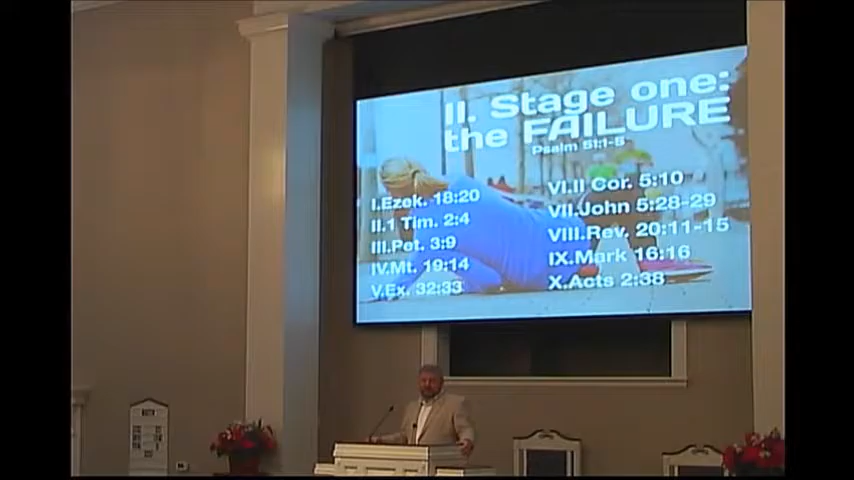 II. Stage one:
the FAILURE
Psalm 51:1-5
I.Ezek. 18:20
II.1 Tim. 2:4
III.Pet. 3:9
IV.Mt. 19:14
V.Ex. 32:33
VI.II Cor. 5:10
VII.John 5:28-29
VIII.Rev. 20:11-15
IX.Mark 16:16
X.Acts 2:38